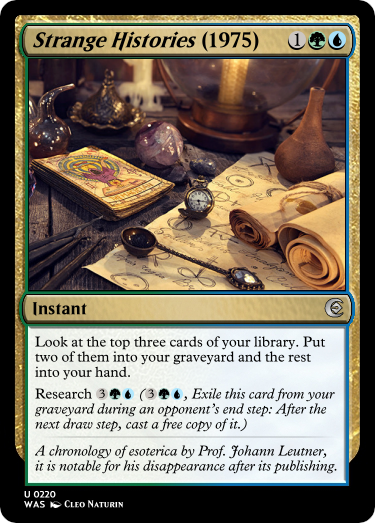 Strange Histories (1975) 1
Instant
Look at the top three cards of your library. Put
two of them into your graveyard and the rest
into your hand.
Research 3 (3, Exile this card from your
graveyard during an opponent's end step: After the
next draw step, cast a free copy of it.)
A chronology of esoterica by Prof. Johann Leutner,
it is notable for his disappearance after its publishing.
U 0220
WAS Cleo Naturin